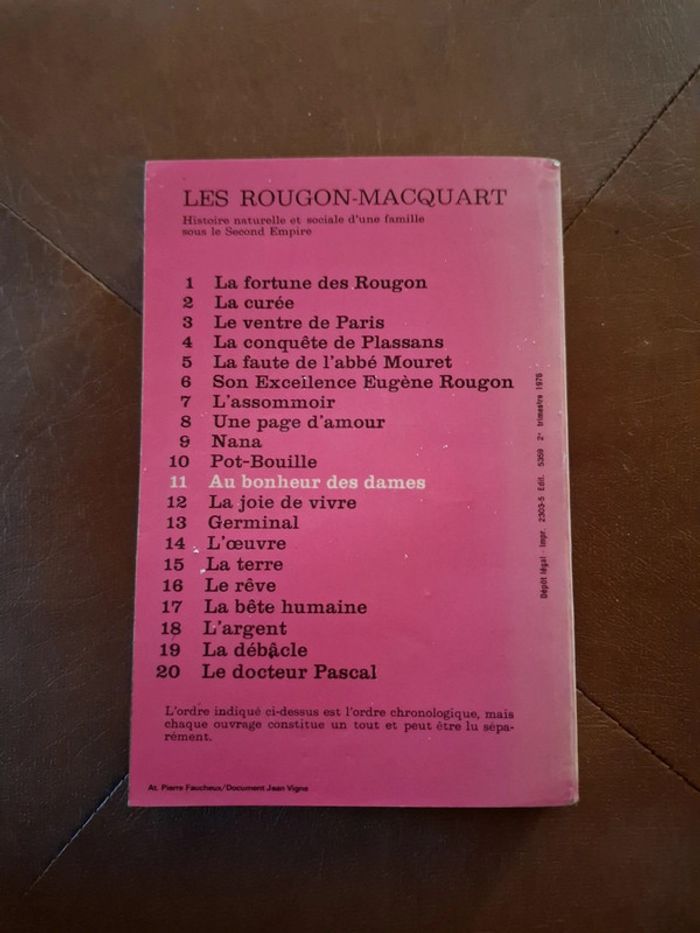 LES ROUGON-MACQUART
Histoire naturelle et sociale d'une famille
sous le Second Empire
1 La fortune des Rougon
2 La curée
3 Le ventre de Paris
4 La conquête de Plassans
5 La faute de l'abbé Mouret
6 Son Excellence Eugène Rougon
7 L'assommoir
8 Une page d'amour
9 Nana
10 Pot-Bouille
11 Au bonheur des dames
12 La joie de vivre
13 Germinal
14 L'œuvre
15 La terre
16 Le rêve
17 La bête humaine
18 L'argent
19 La débâcle
20 Le docteur Pascal
L'ordre indiqué ci-dessus est l'ordre chronologique, mais
chaque ouvrage constitue un tout et peut être lu sépa-
rément.
At. Pierre Faucheux/Document Jean Vigne
Dépôt légal - Impr. 2303-5 Edit. 5359 2e trimestre 1976